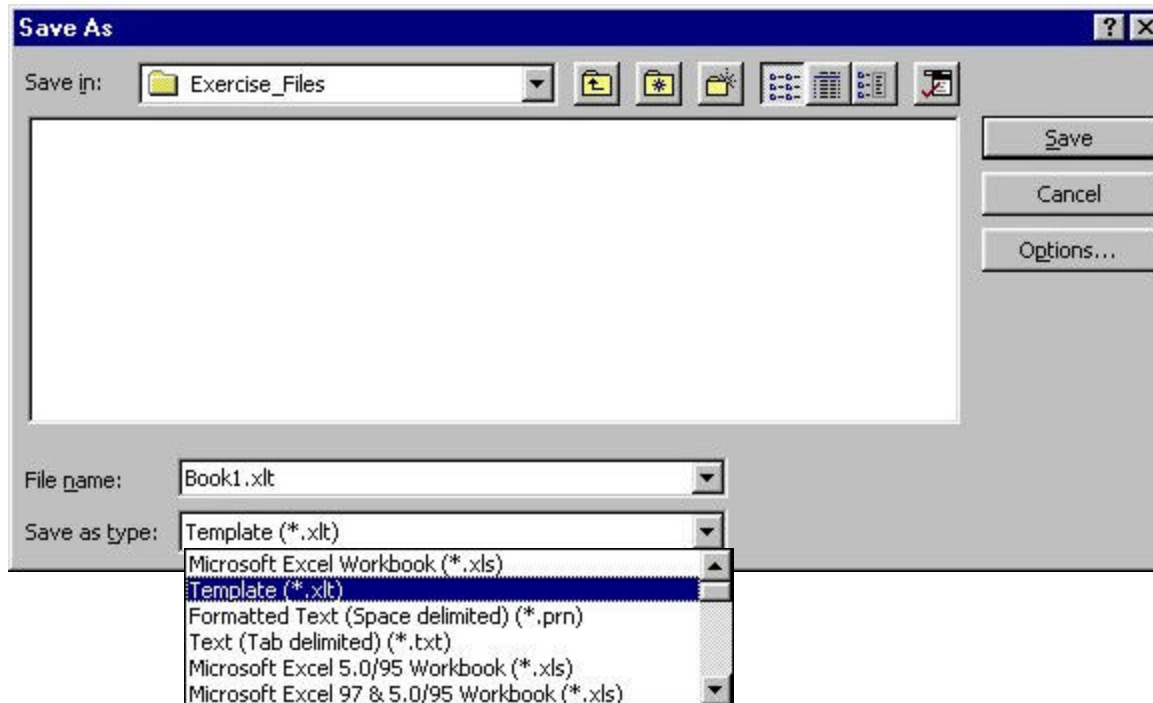 Save As
Save in: Exercise_Files
Save
Cancel
Options...
File name: Book1.xlt
Save as type: Template (*.xlt)
Microsoft Excel Workbook (*.xls)
Template (*.xlt)
Formatted Text (Space delimited) (*.prn)
Text (Tab delimited) (*.txt)
Microsoft Excel 5.0/95 Workbook (*.xls)
Microsoft Excel 97 & 5.0/95 Workbook (*.xls)